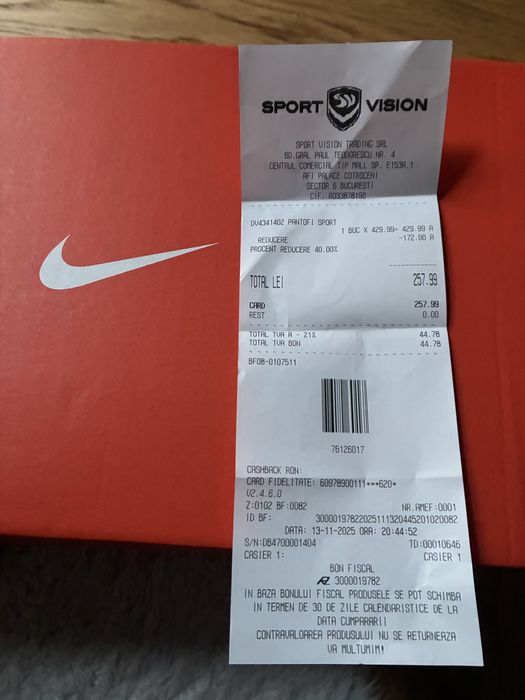 SPORT VISION
SPORT VISION TRADING SRL
BD.GRAL PAUL TEODORESCU NR. 4
CENTRUL COMERCIAL TIP MALL SP. E153A.1
AFI PALACE COTROCENI
SECTOR 6 BUCURESTI
CIF: RO33878190
DV4341402 PANTOFI SPORT
1 BUC X 429.99= 429.99 A
REDUCERE -172.00 A
PROCENT REDUCERE 40.00%
TOTAL LEI 257.99
CARD 257.99
REST 0.00
TOTAL TVA A - 21% 44.78
TOTAL TVA BON 44.78
BF08-0107511
76126017
CASHBACK RON:
CARD FIDELITATE: 60978900111***620*
V2.4.6.0
Z:0102 BF:0082 NR.AMEF:0001
ID BF: 30000197822025111320445201020082
DATA: 13-11-2025 ORA: 20:44:52
S/N:DB4700001404 TD:00010646
CASIER 1: CASIER 1
BON FISCAL
3000019782
IN BAZA BONULUI FISCAL PRODUSELE SE POT SCHIMBA
IN TERMEN DE 30 DE ZILE CALENDARISTICE DE LA
DATA CUMPARARII
CONTRAVALOAREA PRODUSULUI NU SE RETURNEAZA
VA MULTUMIM!